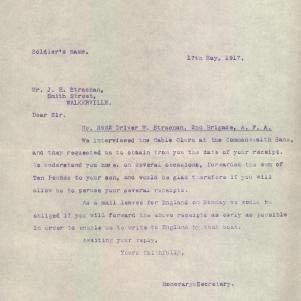 Soldier's Name,
17th May, 1917.
Mr. J. E. Strachan,
Smith Street,
WALKERVILLE.
Dear Sir.
No. Driver W. Strachan, 2nd Brigade, A. F. A.
We interviewed the Cable Clerk at the Commonwealth Bank,
and they requested us to obtain from you the date of your receipt.
We understand you have, on several occasions, forwarded the sum of
Ten Pounds to your son, and would be glad therefore if you will
allow us to peruse your several receipts.
As a mail leaves for England on Monday we would be
obliged if you will forward the above receipts as early as possible
in order to enable us to write to England by that boat.
Awaiting your reply,
Yours faithfully,
Honorary Secretary.